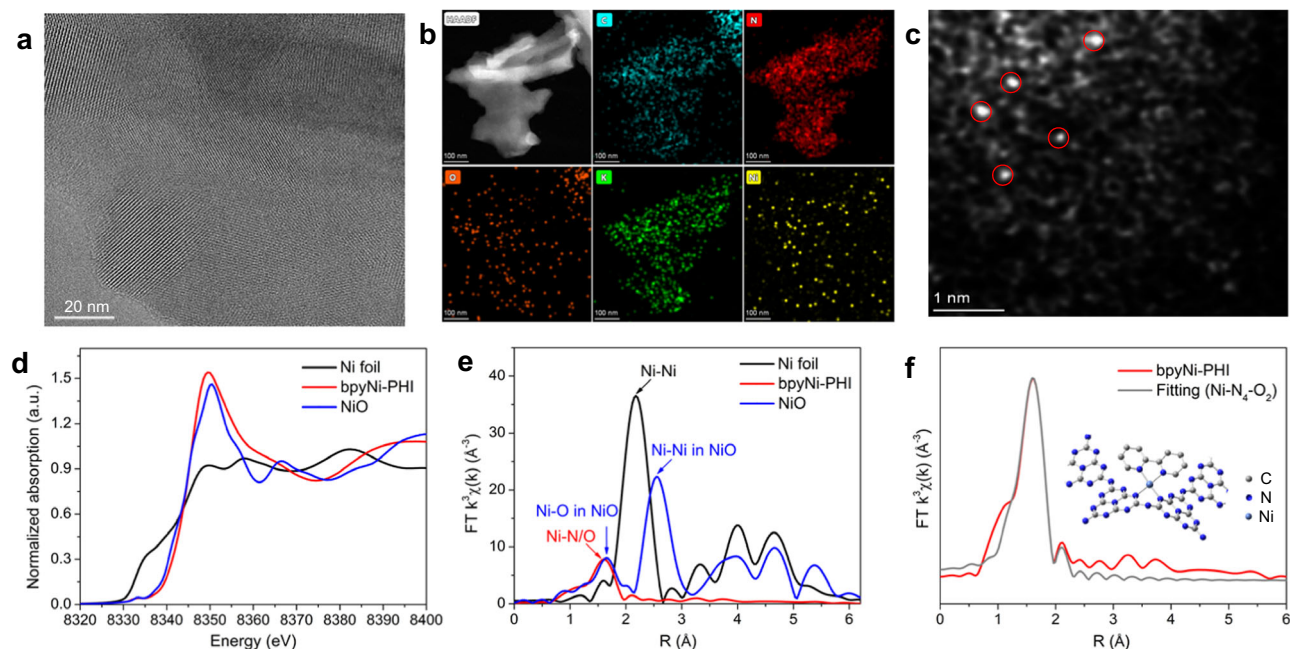 a
20 nm
b
HAADF
C
N
100 nm
100 nm
100 nm
O
K
Ni
100 nm
100 nm
100 nm
c
1 nm
d
Normalized absorption (a.u.)
1.5
1.2
0.9
0.6
0.3
0.0
Ni foil
bpyNi-PHI
NiO
8320 8330 8340 8350 8360 8370 8380 8390 8400
Energy (eV)
e
FT k³χ(k) (Å⁻³)
50
40
30
20
10
0
Ni foil
bpyNi-PHI
NiO
Ni-Ni
Ni-Ni in NiO
Ni-O in NiO
Ni-N/O
0 1 2 3 4 5 6
R (Å)
f
FT k³χ(k) (Å⁻³)
bpyNi-PHI
Fitting (Ni-N₄-O₂)
C
N
Ni
0 1 2 3 4 5 6
R (Å)